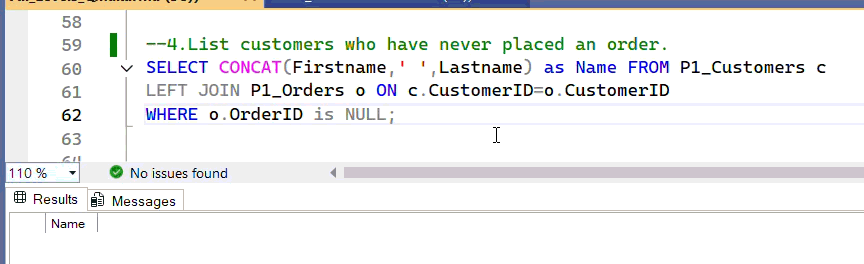 58
59 --4.List customers who have never placed an order.
60 SELECT CONCAT(Firstname,' ',Lastname) as Name FROM P1_Customers c
61 LEFT JOIN P1_Orders o ON c.CustomerID=o.CustomerID
62 WHERE o.OrderID is NULL;
63
110 % No issues found
Results Messages
Name